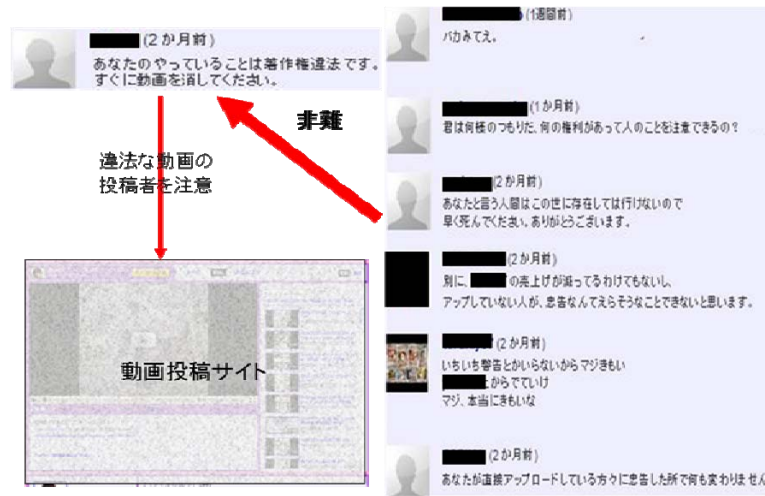 (2か月前)
あなたのやっていることは著作権違法です。
すぐに動画を消してください。
非難
違法な動画の
投稿者を注意
動画投稿サイト
(1週間前)
バカみてえ。
(1か月前)
君は何様のつもりだ、何の権利があって人のことを注意できるの?
(2か月前)
あなたと言う人間はこの世に存在しては行けないので
早く死んでください。ありがとうございます。
(2か月前)
別に、 の売上げが減ってるわけでもないし、
アップしていない人が、忠告なんてえらそうなことできないと思います。
(2か月前)
いちいち警告とかいらないからマジきもい
からでていけ
マジ、本当にきもいな
(2か月前)
あなたが直接アップロードしている方々に忠告した所で何も変わりません